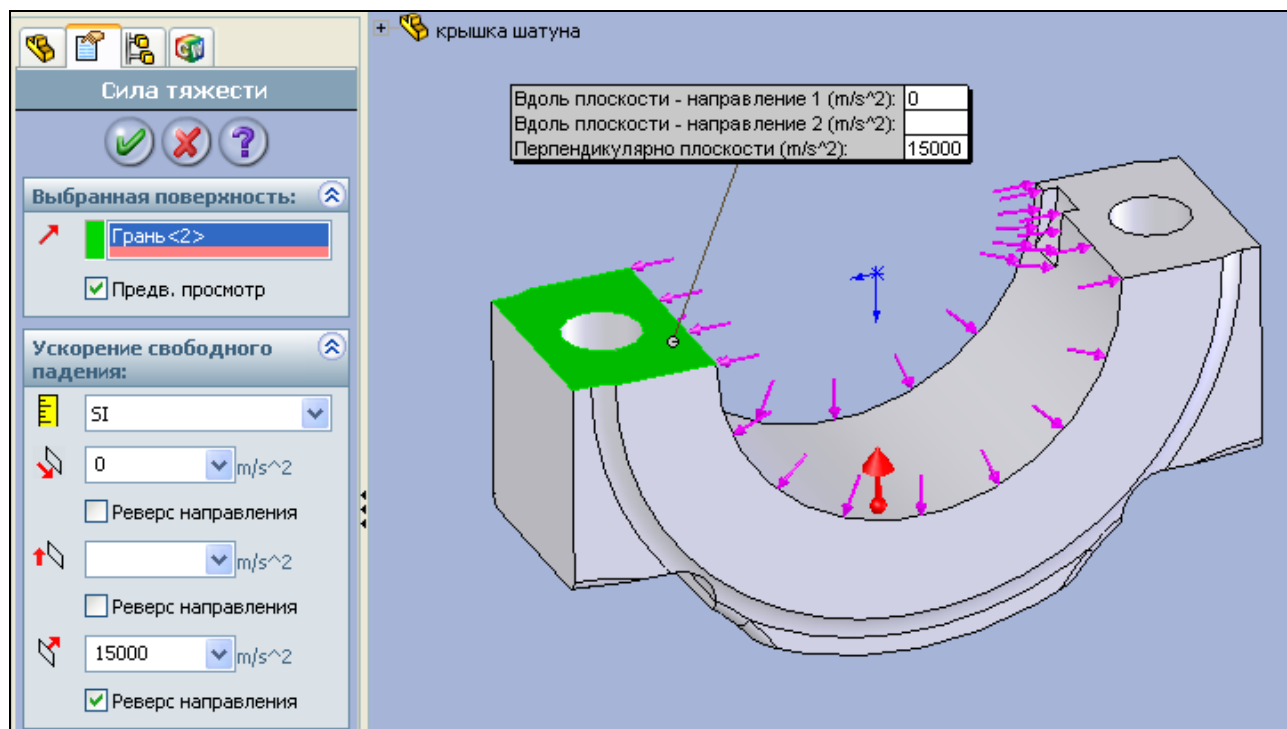 крышка шатуна
Сила тяжести
Выбранная поверхность:
Грань<2>
Предв. просмотр
Ускорение свободного
падения:
SI
0 m/s^2
Реверс направления
m/s^2
Реверс направления
15000 m/s^2
Реверс направления
Вдоль плоскости - направление 1 (m/s^2): 0
Вдоль плоскости - направление 2 (m/s^2):
Перпендикулярно плоскости (m/s^2): 15000